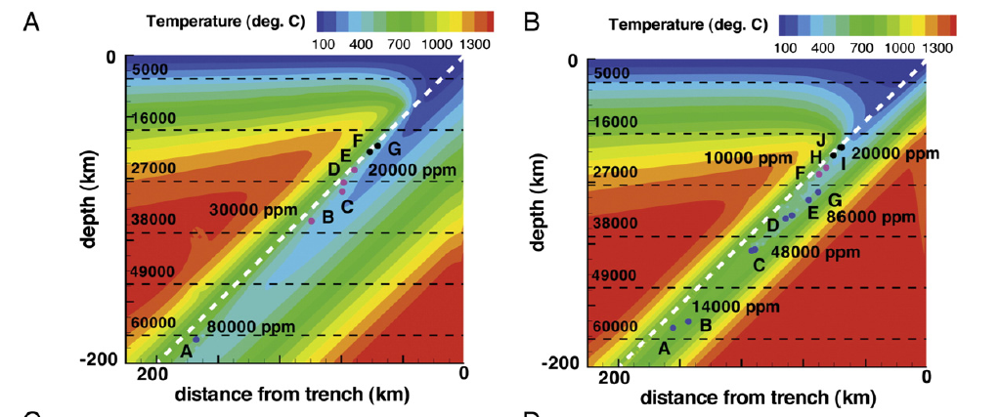 A
Temperature (deg. C)
100 400 700 1000 1300
0
5000
16000
F
G
E
D
20000 ppm
27000
C
30000 ppm
B
38000
49000
60000
80000 ppm
A
-200
200
0
depth (km)
distance from trench (km)
B
Temperature (deg. C)
100 400 700 1000 1300
0
5000
16000
J
10000 ppm
H
I
20000 ppm
F
27000
G
E
86000 ppm
D
38000
48000 ppm
C
49000
14000 ppm
B
60000
A
-200
200
0
depth (km)
distance from trench (km)